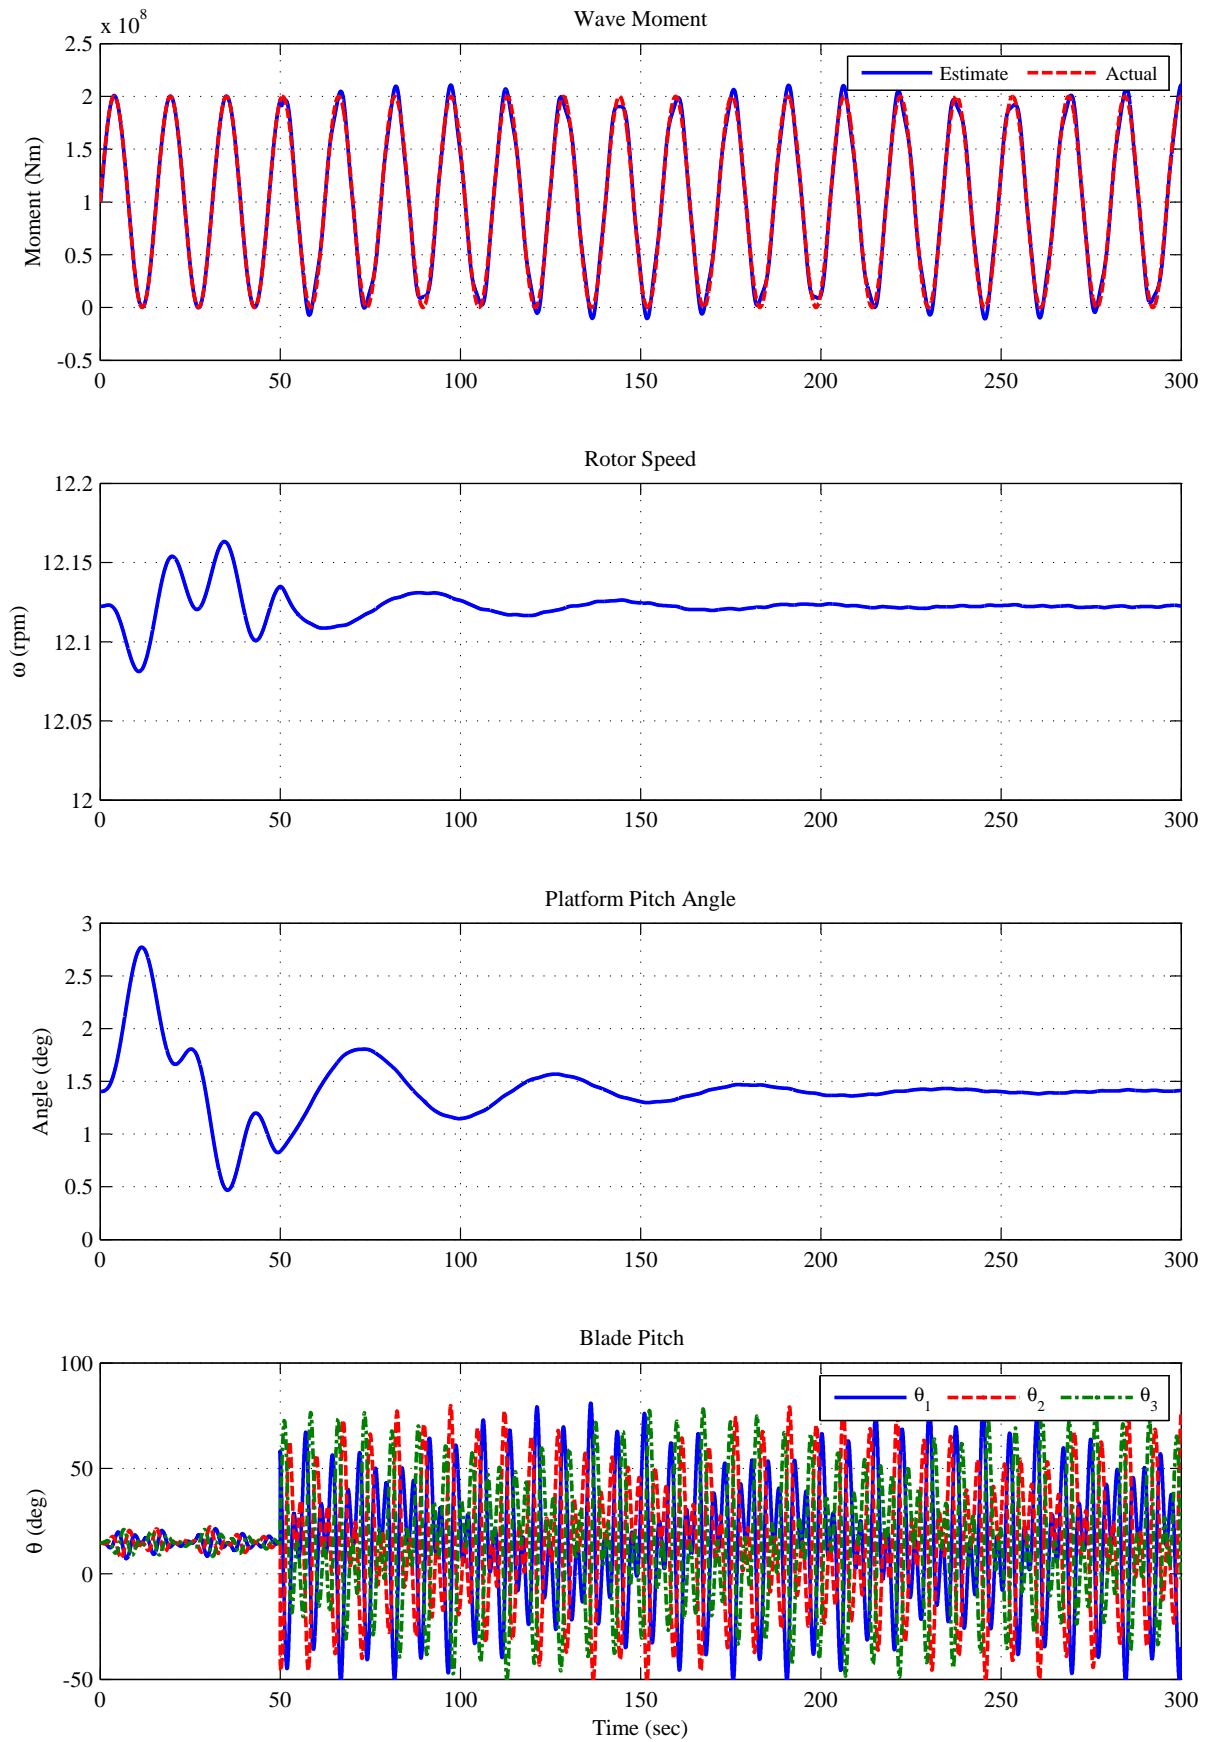 x 10^8
Wave Moment
2.5
2
1.5
1
0.5
0
-0.5
Moment (Nm)
Estimate Actual
0 50 100 150 200 250 300
Rotor Speed
12.2
12.15
12.1
12.05
12
ω (rpm)
0 50 100 150 200 250 300
Platform Pitch Angle
3
2.5
2
1.5
1
0.5
0
Angle (deg)
0 50 100 150 200 250 300
Blade Pitch
100
50
0
-50
θ (deg)
θ_1 θ_2 θ_3
0 50 100 150 200 250 300
Time (sec)